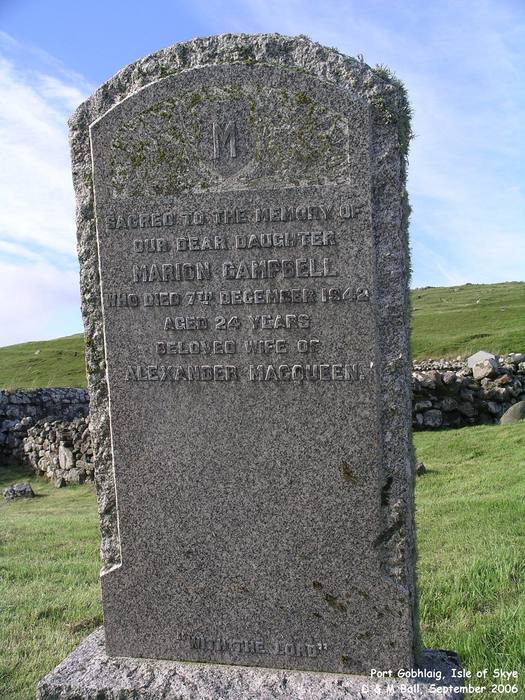 M
SACRED TO THE MEMORY OF
OUR DEAR DAUGHTER
MARION CAMPBELL
WHO DIED 7TH DECEMBER 1942
AGED 24 YEARS
BELOVED WIFE OF
ALEXANDER MACQUEEN.
"WITH THE LORD"
Port Gobhlaig, Isle of Skye
D & M Ball, September 2006